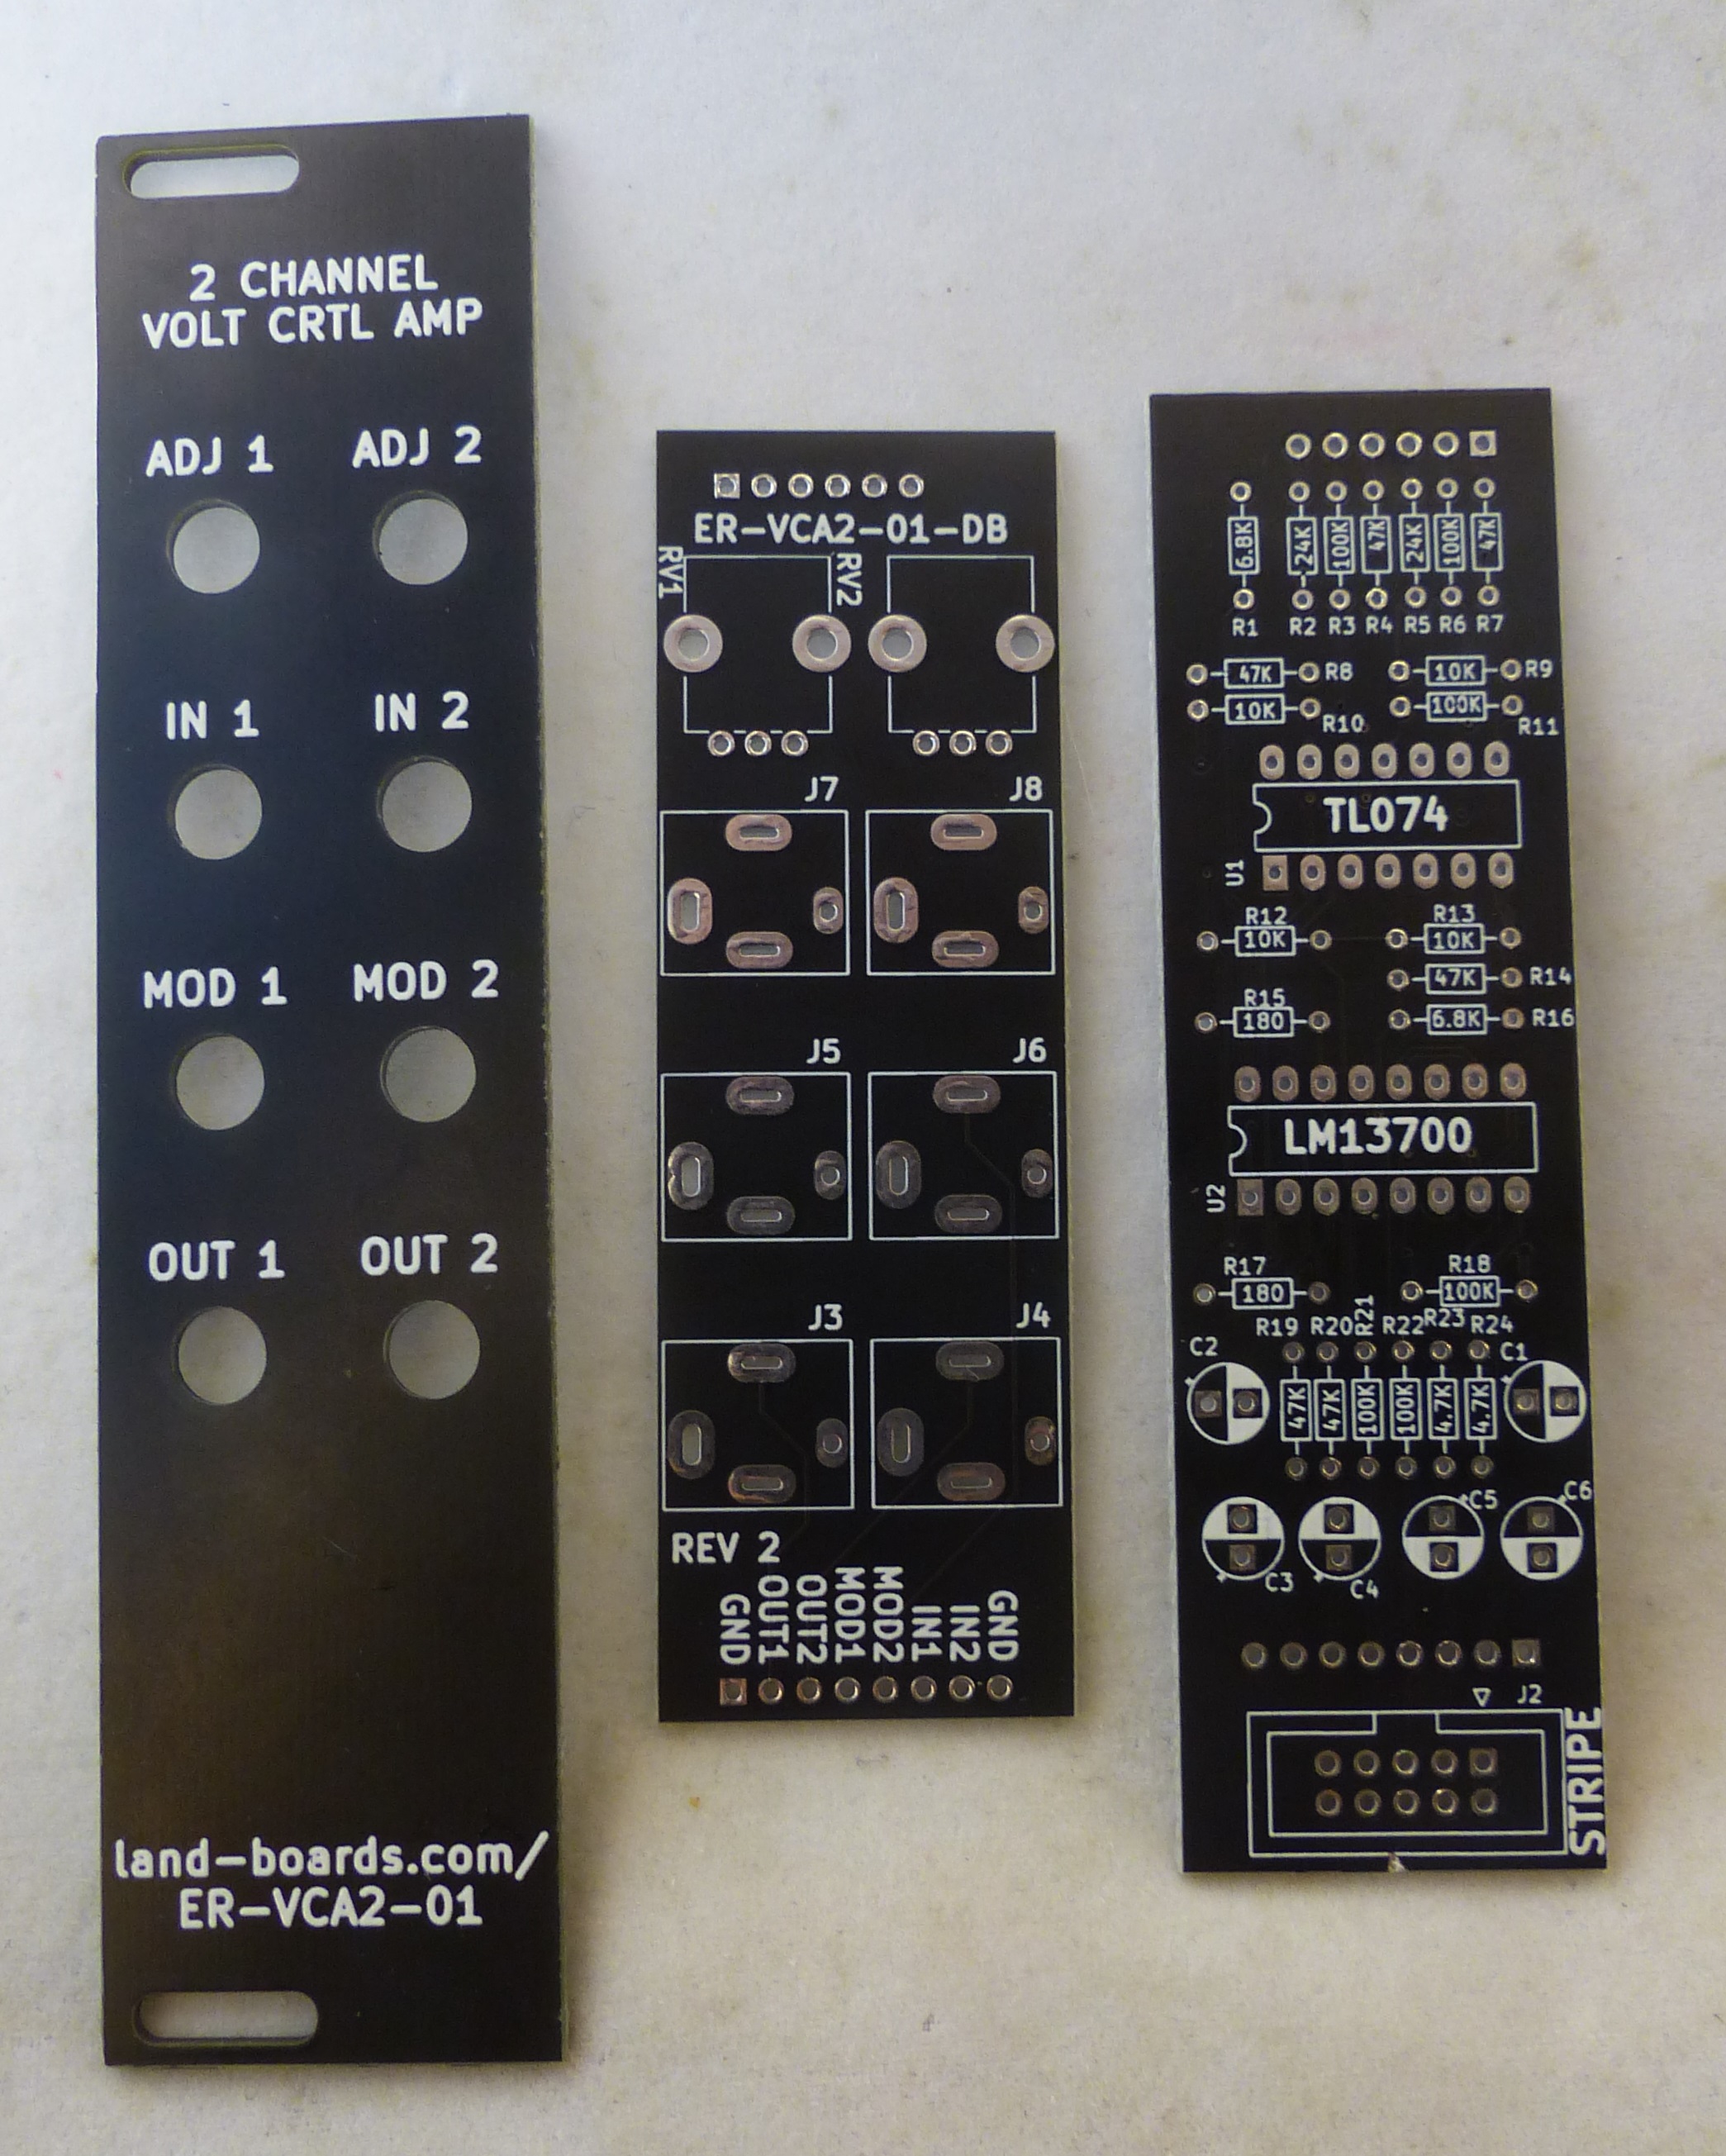 2 CHANNEL
VOLT CRTL AMP
ADJ 1 ADJ 2
IN 1 IN 2
MOD 1 MOD 2
OUT 1 OUT 2
land-boards.com/
ER-VCA2-01
ER-VCA2-01-DB
RV1 RV2
J7 J8
J5 J6
J3 J4
REV 2
GND OUT1 OUT2 MOD1 MOD2 IN1 IN2 GND
6.8K 24K 100K 47K 24K 100K 47K
R1 R2 R3 R4 R5 R6 R7
47K R8 10K R9
10K R10 100K R11
TL074
U1
R12 R13
10K 10K
47K R14
R15
180 6.8K R16
LM13700
U2
R17 R18
180 100K
R19 R20 R21 R22 R23 R24
C2 C1
47K 47K 100K 100K 4.7K 4.7K
C5 C6
C3 C4
J2
STRIPE